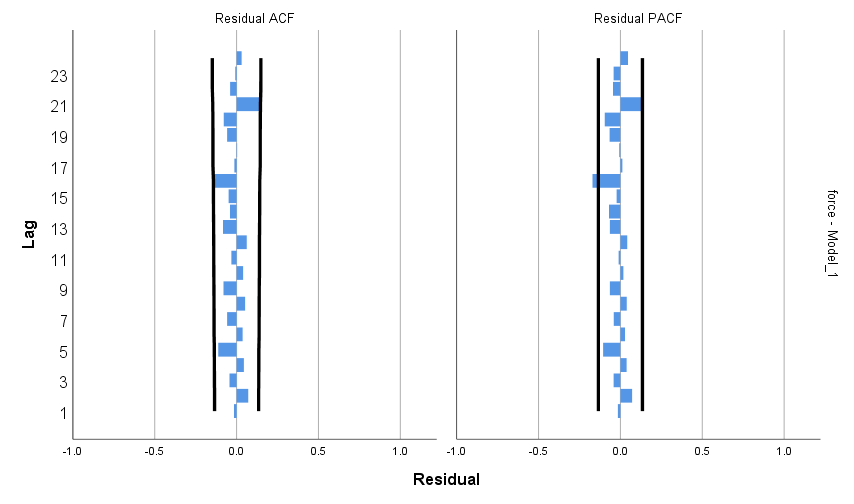 Residual ACF
Residual PACF
23
21
19
17
15
13
11
9
7
5
3
1
Lag
-1.0 -0.5 0.0 0.5 1.0
-1.0 -0.5 0.0 0.5 1.0
Residual
force - Model_1